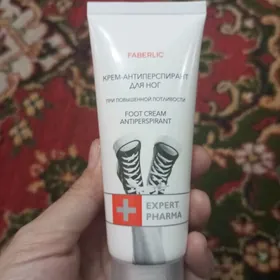 FABERLIC
КРЕМ-АНТИПЕРСПИРАНТ
ДЛЯ НОГ
ПРИ ПОВЫШЕННОЙ ПОТЛИВОСТИ
FOOT CREAM
ANTIPERSPIRANT
EXPERT
PHARMA